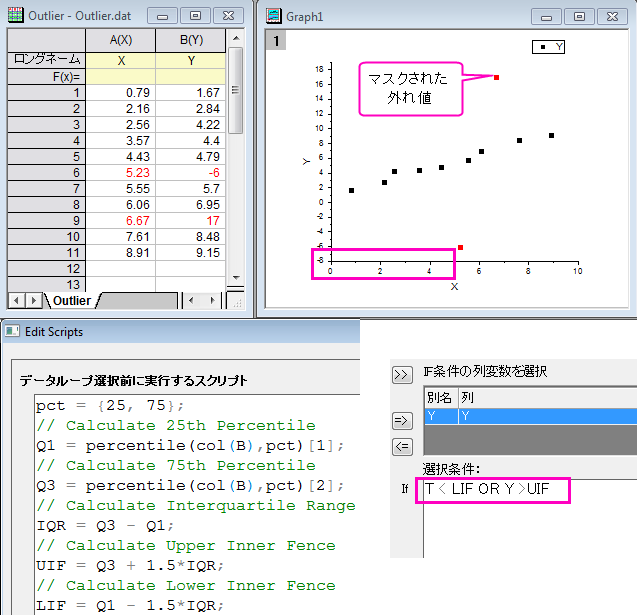 Outlier - Outlier.dat
A(X) B(Y)
ロングネーム X Y
F(x)=
1 0.79 1.67
2 2.16 2.84
3 2.56 4.22
4 3.57 4.4
5 4.43 4.79
6 5.23 -6
7 5.55 5.7
8 6.06 6.95
9 6.67 17
10 7.61 8.48
11 8.91 9.15
12
13
Outlier
Graph1
1
Y
マスクされた
外れ値
18
16
14
12
10
8
6
4
2
0
-2
-4
-6
-8
Y
0 2 4 6 8 10
X
Edit Scripts
データループ選択前に実行するスクリプト
pct = {25, 75};
// Calculate 25th Percentile
Q1 = percentile(col(B),pct)[1];
// Calculate 75th Percentile
Q3 = percentile(col(B),pct)[2];
// Calculate Interquartile Range
IQR = Q3 - Q1;
// Calculate Upper Inner Fence
UIF = Q3 + 1.5*IQR;
// Calculate Lower Inner Fence
LIF = Q1 - 1.5*IQR;
>>
IF条件の列変数を選択
別名 列
Y Y
=>
<=
選択条件:
If
T < LIF OR Y >UIF